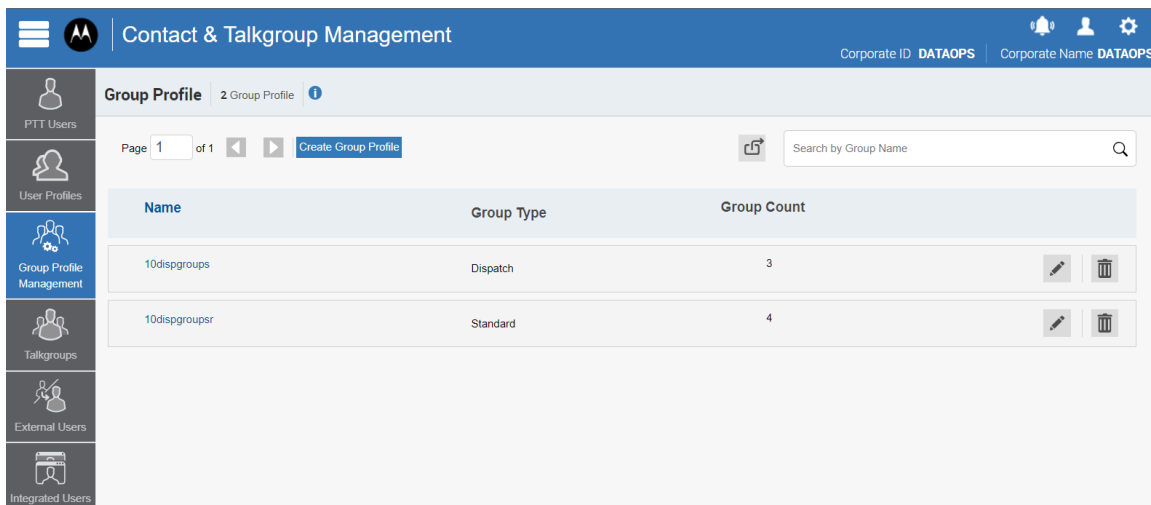 Contact & Talkgroup Management
Corporate ID DATAOPS
Corporate Name DATAOPS
PTT Users
User Profiles
Group Profile
Management
Talkgroups
External Users
Integrated Users
Group Profile
2 Group Profile
Page 1 of 1
Create Group Profile
Search by Group Name
Name Group Type Group Count
10dispgroups Dispatch 3
10dispgroupsr Standard 4